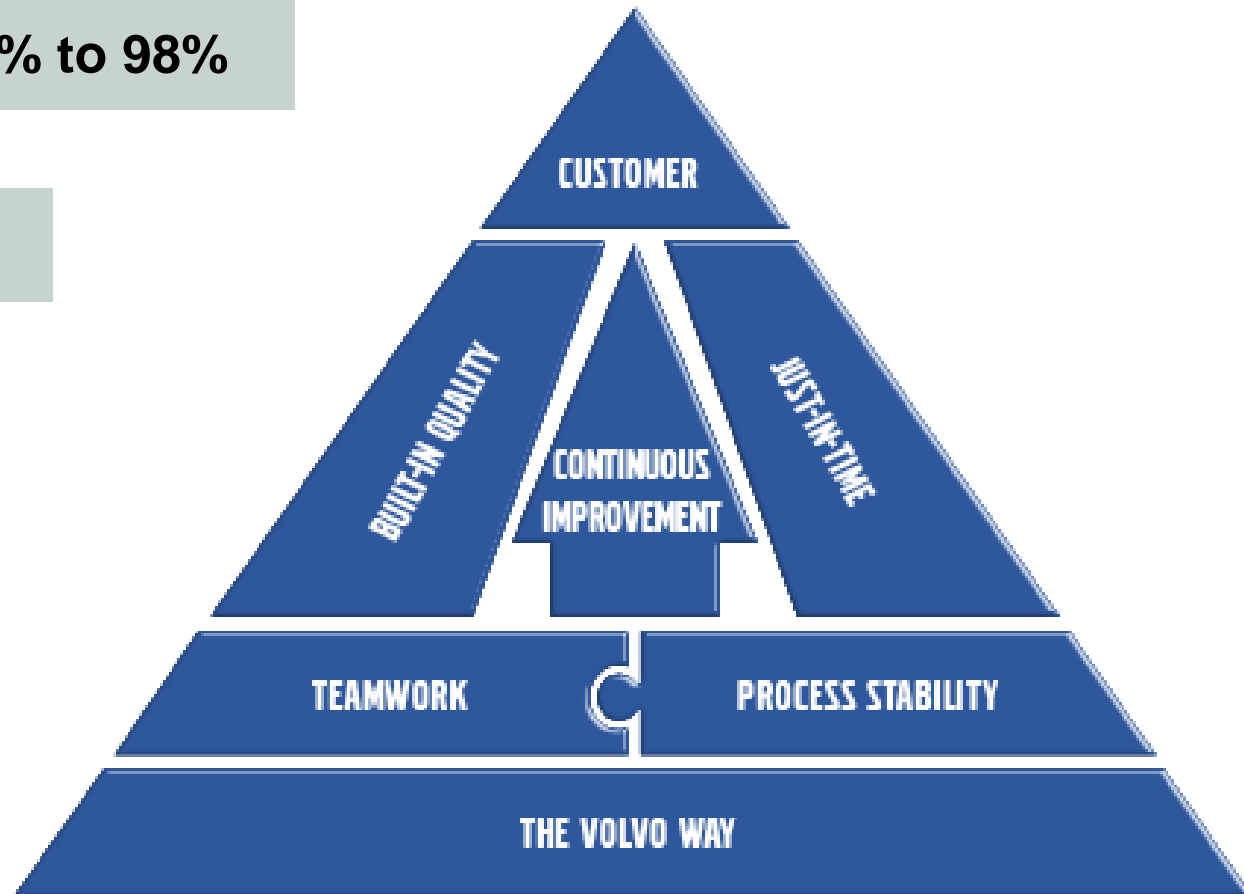 % to 98%
CUSTOMER
BUILT-IN QUALITY
JUST-IN-TIME
CONTINUOUS
IMPROVEMENT
TEAMWORK
PROCESS STABILITY
THE VOLVO WAY